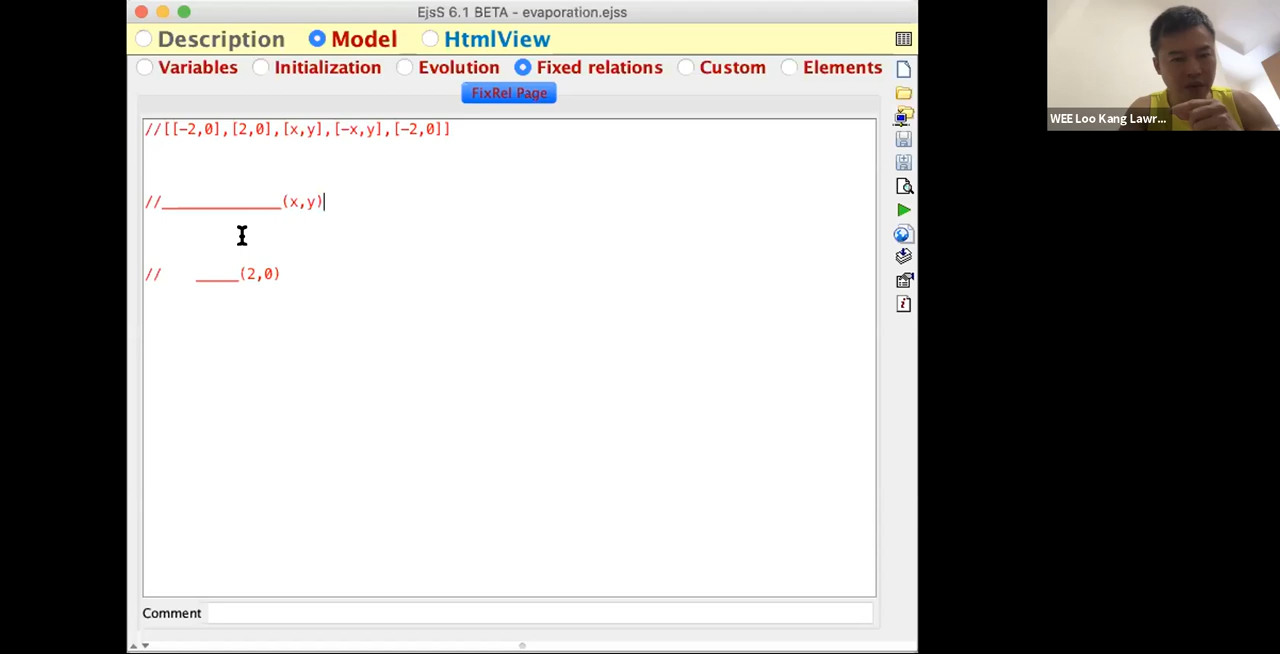 EjsS 6.1 BETA - evaporation.ejss
Description Model HtmlView
Variables Initialization Evolution Fixed relations Custom Elements
FixRel Page
//[[-2,0],[2,0],[x,y],[-x,y],[-2,0]]
//______________(x,y)
// _____(2,0)
Comment
WEE Loo Kang Lawr...